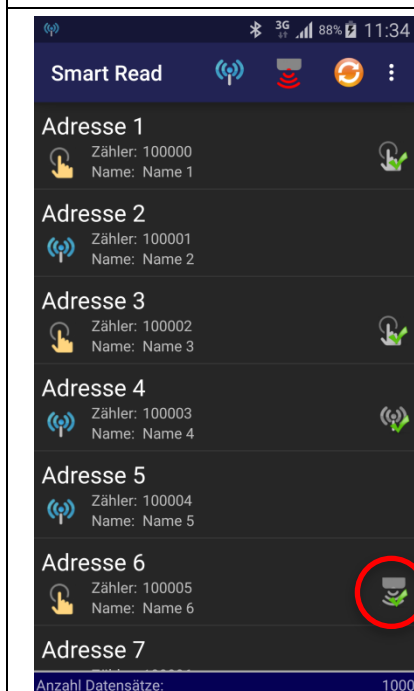 3G 88% 11:34
Smart Read
Adresse 1
Zähler: 100000
Name: Name 1
Adresse 2
Zähler: 100001
Name: Name 2
Adresse 3
Zähler: 100002
Name: Name 3
Adresse 4
Zähler: 100003
Name: Name 4
Adresse 5
Zähler: 100004
Name: Name 5
Adresse 6
Zähler: 100005
Name: Name 6
Adresse 7
Anzahl Datensätze: 1000